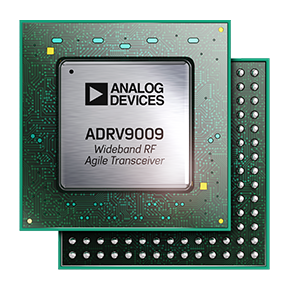 ANALOG
DEVICES
ADRV9009
Wideband RF
Agile Transceiver